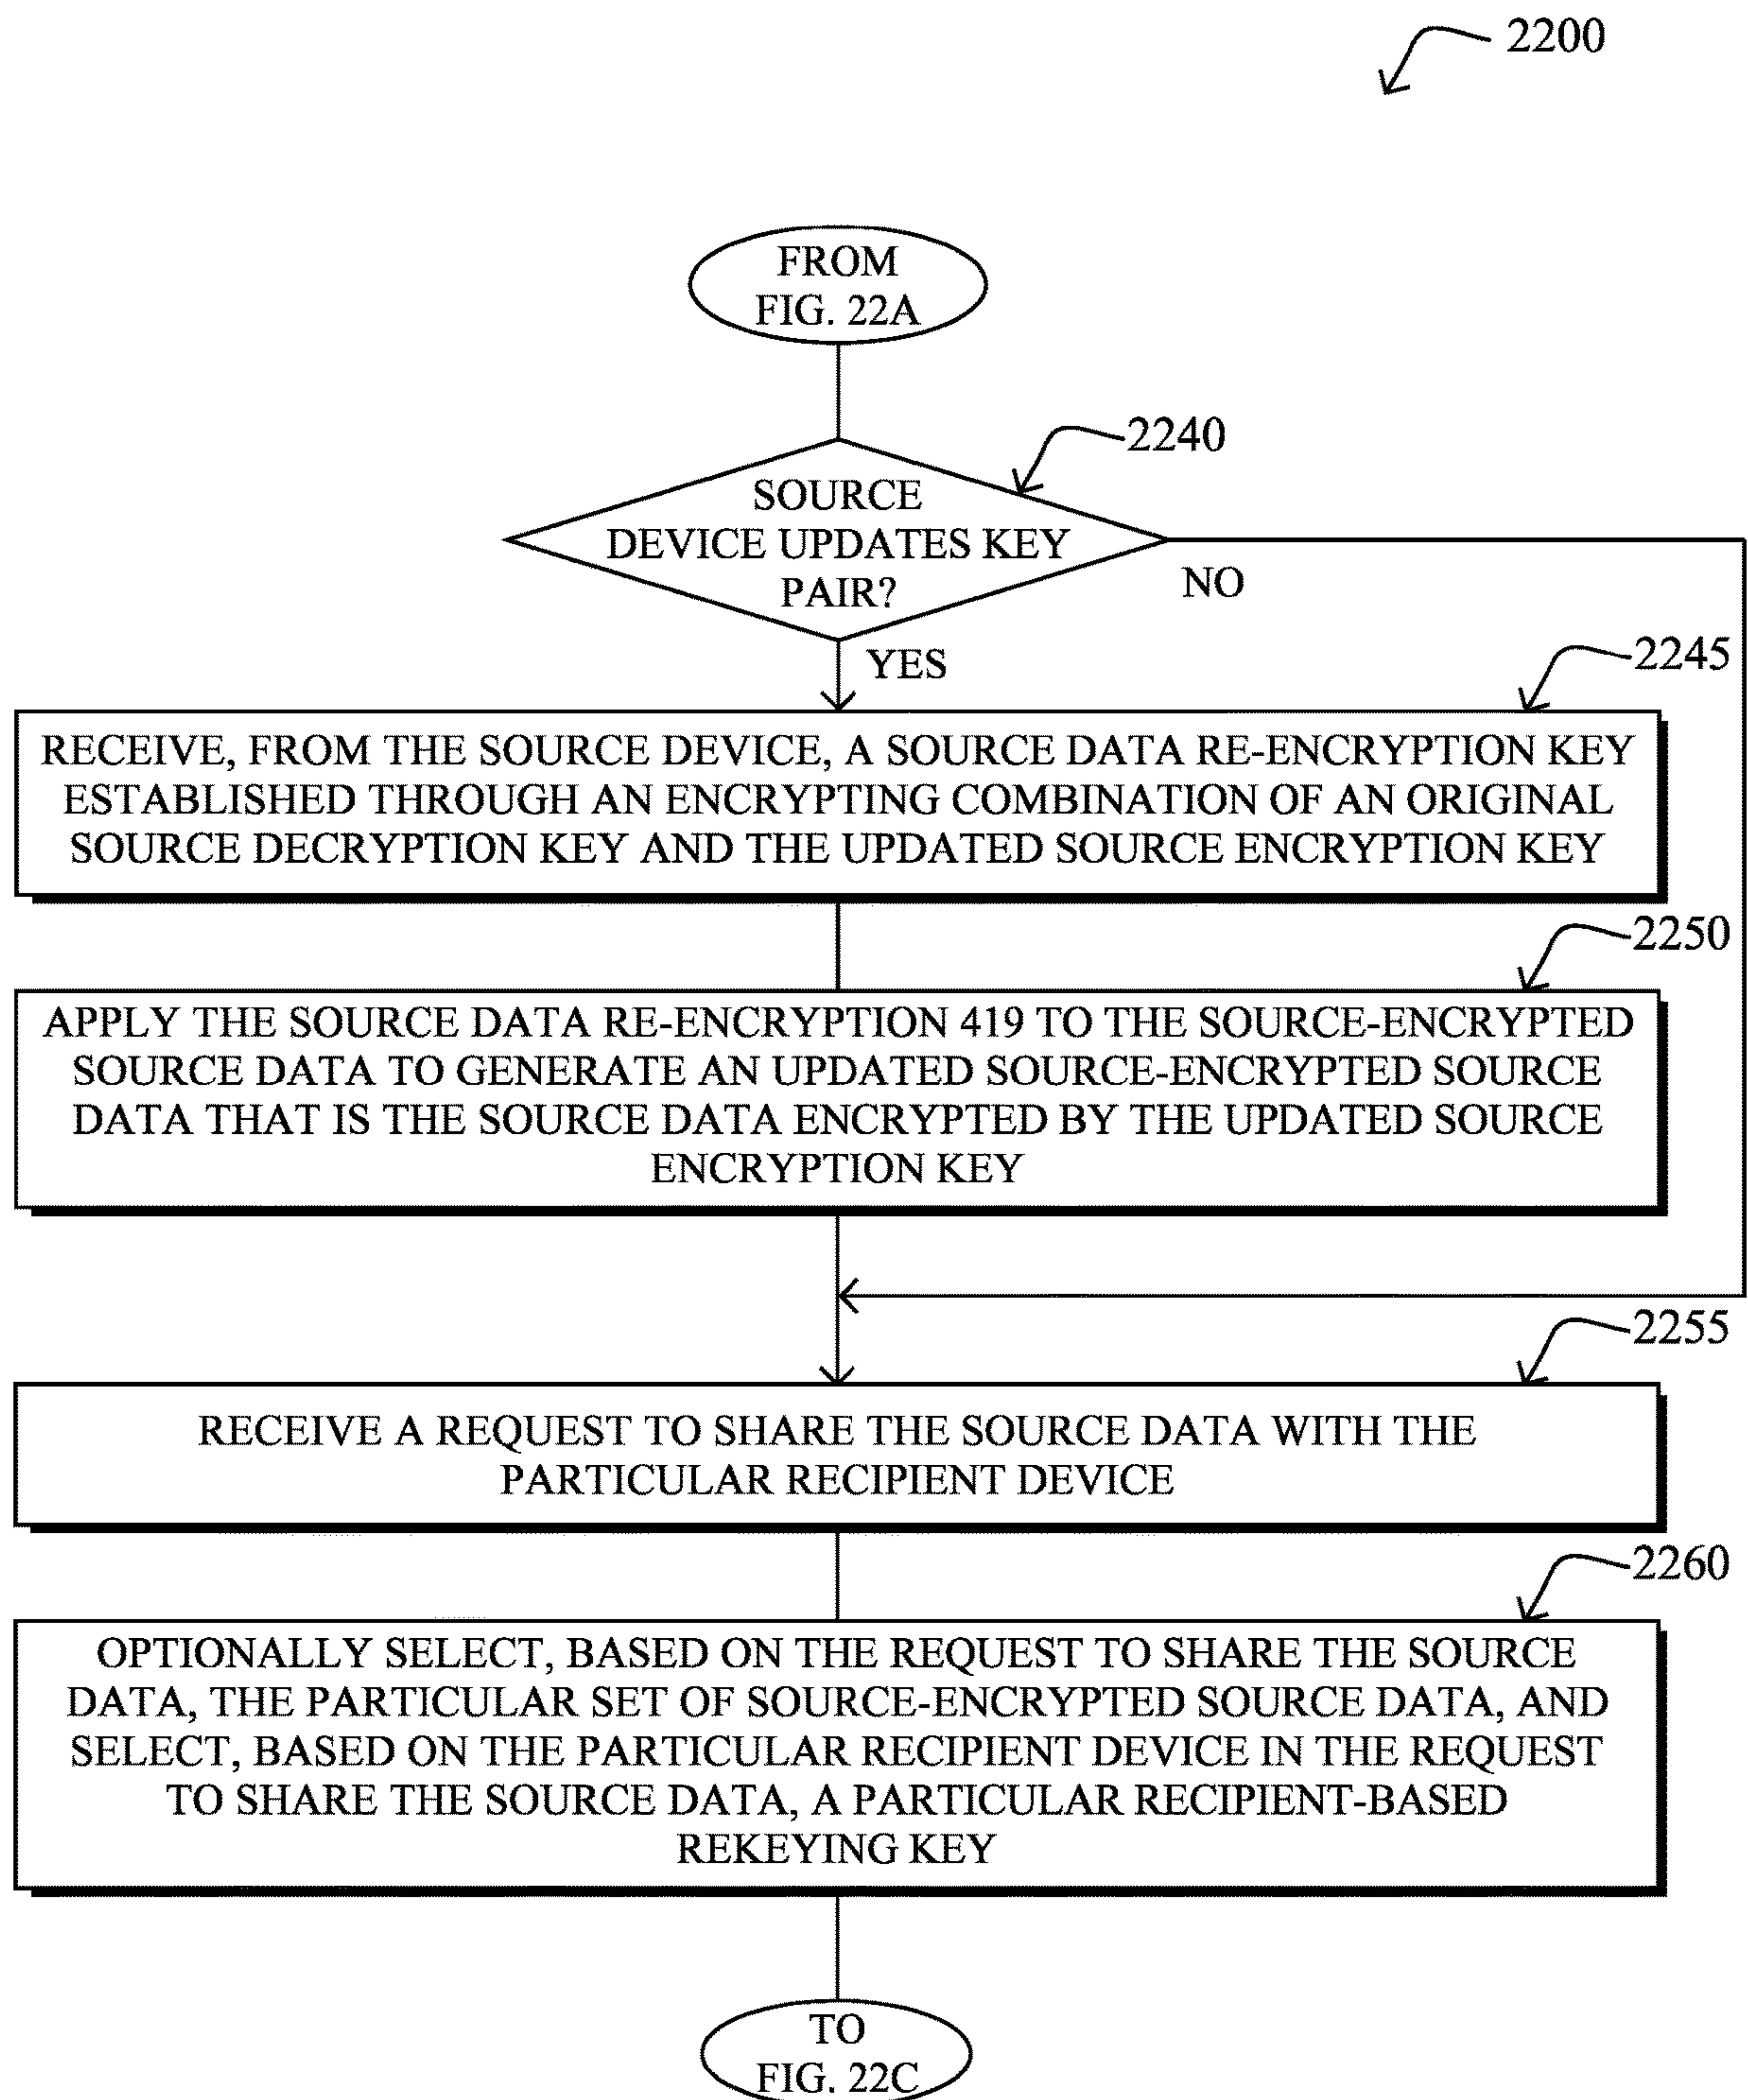 2200
FROM
FIG. 22A
2240
SOURCE
DEVICE UPDATES KEY
PAIR?
NO
YES
2245
RECEIVE, FROM THE SOURCE DEVICE, A SOURCE DATA RE-ENCRYPTION KEY
ESTABLISHED THROUGH AN ENCRYPTING COMBINATION OF AN ORIGINAL
SOURCE DECRYPTION KEY AND THE UPDATED SOURCE ENCRYPTION KEY
2250
APPLY THE SOURCE DATA RE-ENCRYPTION 419 TO THE SOURCE-ENCRYPTED
SOURCE DATA TO GENERATE AN UPDATED SOURCE-ENCRYPTED SOURCE
DATA THAT IS THE SOURCE DATA ENCRYPTED BY THE UPDATED SOURCE
ENCRYPTION KEY
2255
RECEIVE A REQUEST TO SHARE THE SOURCE DATA WITH THE
PARTICULAR RECIPIENT DEVICE
2260
OPTIONALLY SELECT, BASED ON THE REQUEST TO SHARE THE SOURCE
DATA, THE PARTICULAR SET OF SOURCE-ENCRYPTED SOURCE DATA, AND
SELECT, BASED ON THE PARTICULAR RECIPIENT DEVICE IN THE REQUEST
TO SHARE THE SOURCE DATA, A PARTICULAR RECIPIENT-BASED
REKEYING KEY
TO
FIG. 22C